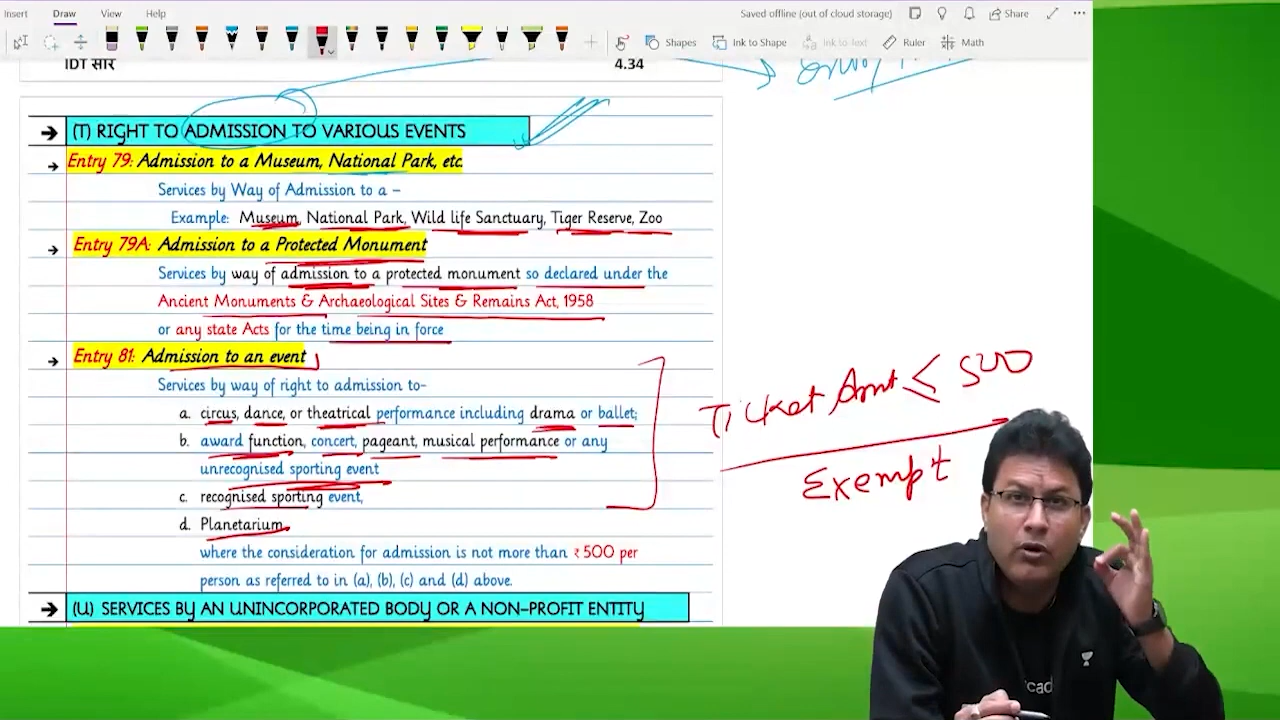 Insert Draw View Help Saved offline (out of cloud storage) Share
Shapes Ink to Shape Ink to Text Ruler Math
IDT सार 4.34
(T) RIGHT TO ADMISSION TO VARIOUS EVENTS
Entry 79: Admission to a Museum, National Park, etc.
Services by Way of Admission to a –
Example: Museum, National Park, Wild life Sanctuary, Tiger Reserve, Zoo
Entry 79A: Admission to a Protected Monument
Services by way of admission to a protected monument so declared under the
Ancient Monuments & Archaeological Sites & Remains Act, 1958
or any state Acts for the time being in force
Entry 81: Admission to an event
Services by way of right to admission to-
a. circus, dance, or theatrical performance including drama or ballet;
b. award function, concert, pageant, musical performance or any
unrecognised sporting event
c. recognised sporting event,
d. Planetarium,
where the consideration for admission is not more than ₹ 500 per
person as referred to in (a), (b), (c) and (d) above.
(U) SERVICES BY AN UNINCORPORATED BODY OR A NON-PROFIT ENTITY
Ticket Amt < 500
Exempt
cad